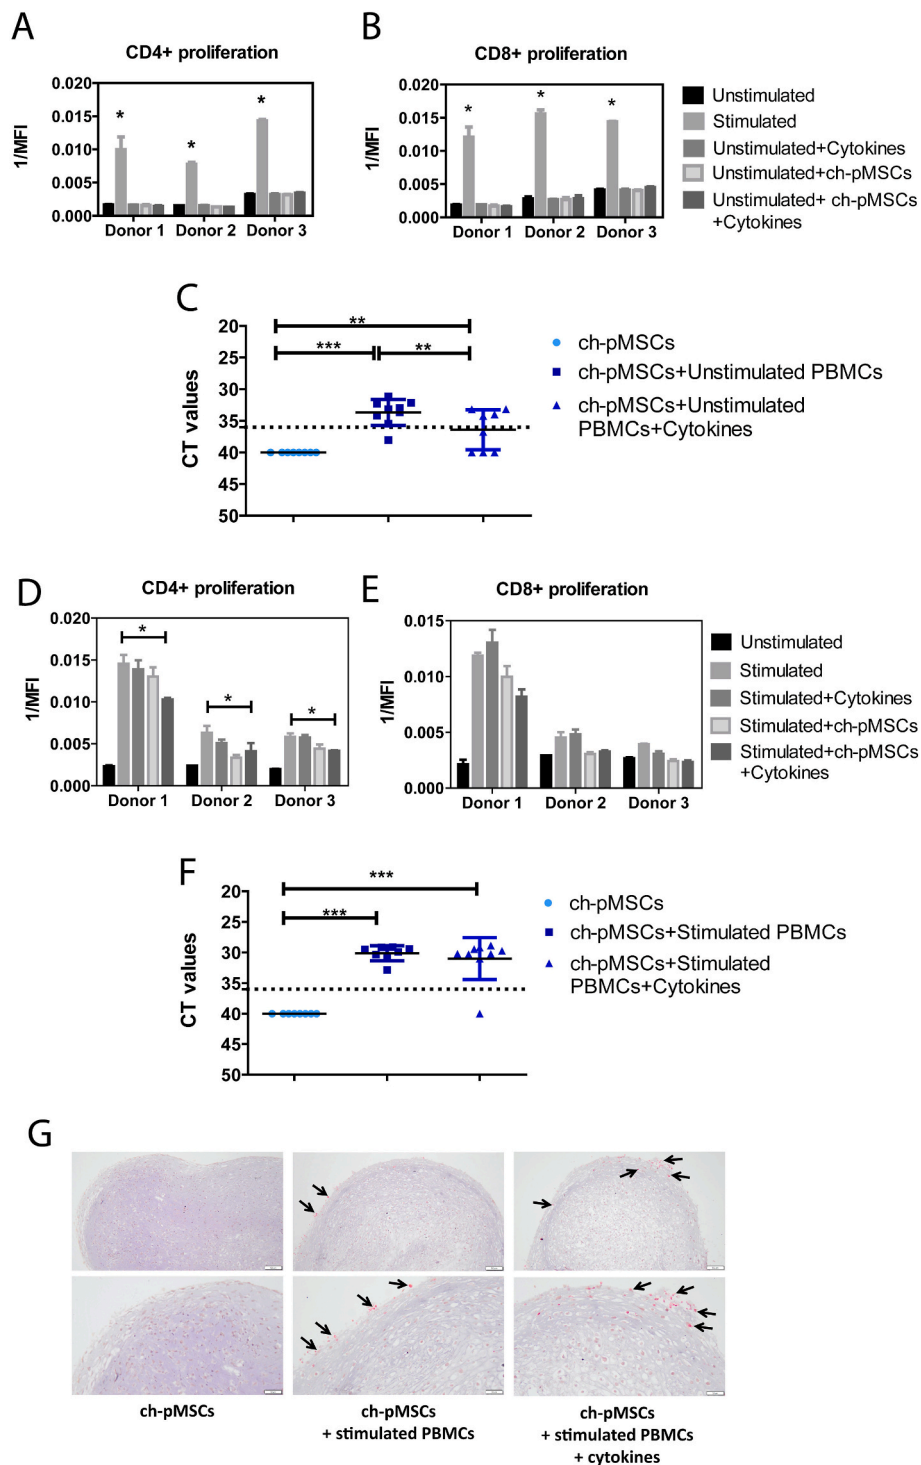 A
CD4+ proliferation
0.020
0.015
0.010
0.005
0.000
1/MFI
*
*
*
Donor 1 Donor 2 Donor 3
B
CD8+ proliferation
0.020
0.015
0.010
0.005
0.000
1/MFI
*
*
*
Donor 1 Donor 2 Donor 3
Unstimulated
Stimulated
Unstimulated+Cytokines
Unstimulated+ch-pMSCs
Unstimulated+ ch-pMSCs
+Cytokines
C
20
25
30
35
40
45
50
CT values
**
***
**
ch-pMSCs
ch-pMSCs+Unstimulated PBMCs
ch-pMSCs+Unstimulated
PBMCs+Cytokines
D
CD4+ proliferation
0.020
0.015
0.010
0.005
0.000
1/MFI
*
*
*
Donor 1 Donor 2 Donor 3
E
CD8+ proliferation
0.015
0.010
0.005
0.000
1/MFI
Donor 1 Donor 2 Donor 3
Unstimulated
Stimulated
Stimulated+Cytokines
Stimulated+ch-pMSCs
Stimulated+ch-pMSCs
+Cytokines
F
20
25
30
35
40
45
50
CT values
***
***
ch-pMSCs
ch-pMSCs+Stimulated PBMCs
ch-pMSCs+Stimulated
PBMCs+Cytokines
G
ch-pMSCs
ch-pMSCs
+ stimulated PBMCs
ch-pMSCs
+ stimulated PBMCs
+ cytokines